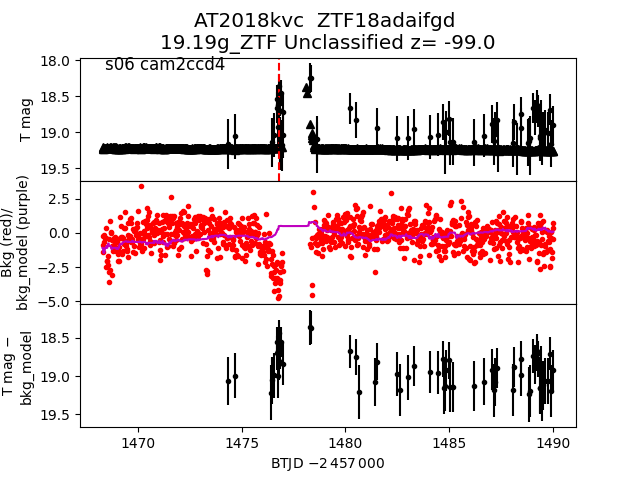 AT2018kvc  ZTF18adaifgd
19.19g_ZTF Unclassified z= -99.0
s06 cam2ccd4
18.0
18.5
19.0
19.5
T mag
2.5
0.0
−2.5
−5.0
Bkg (red)/
bkg_model (purple)
18.5
19.0
19.5
T mag −
bkg_model
1470
1475
1480
1485
1490
BTJD −2 457 000